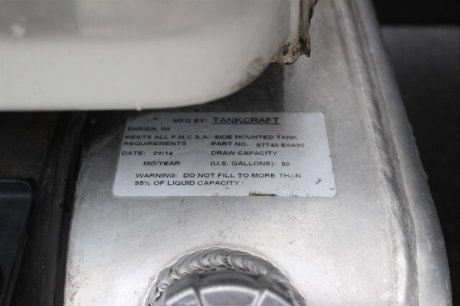 MFG BY: TANKCRAFT
DARIEN, WI
MEETS ALL F.M.C.S.A. SIDE MOUNTED TANK
REQUIREMENTS PART NO. S7740-E0A90
DATE: 01/14 DRAW CAPACITY
MO/YEAR (U.S. GALLONS): 50
WARNING: DO NOT FILL TO MORE THAN
95% OF LIQUID CAPACITY